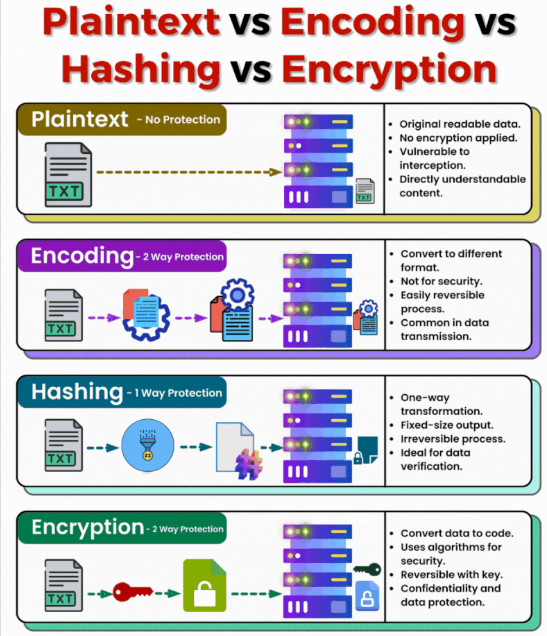 Plaintext vs Encoding vs
Hashing vs Encryption
Plaintext - No Protection
TXT
TXT
• Original readable data.
• No encryption applied.
• Vulnerable to
interception.
• Directly understandable
content.
Encoding - 2 Way Protection
TXT
• Convert to different
format.
• Not for security.
• Easily reversible
process.
• Common in data
transmission.
Hashing - 1 Way Protection
TXT
#
#
• One-way
transformation.
• Fixed-size output.
• Irreversible process.
• Ideal for data
verification.
Encryption - 2 Way Protection
TXT
• Convert data to code.
• Uses algorithms for
security.
• Reversible with key.
• Confidentiality and
data protection.